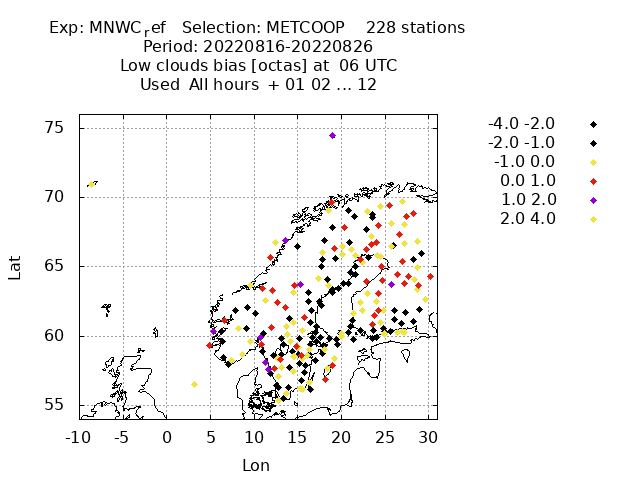 Exp: MNWC_ref   Selection: METCOOP    228 stations
Period: 20220816-20220826
Low clouds bias [octas] at  06 UTC
Used  All hours  + 01 02 ... 12
75
70
65
60
55
-10 -5 0 5 10 15 20 25 30
Lat
Lon
-4.0 -2.0
-2.0 -1.0
-1.0 0.0
0.0 1.0
1.0 2.0
2.0 4.0